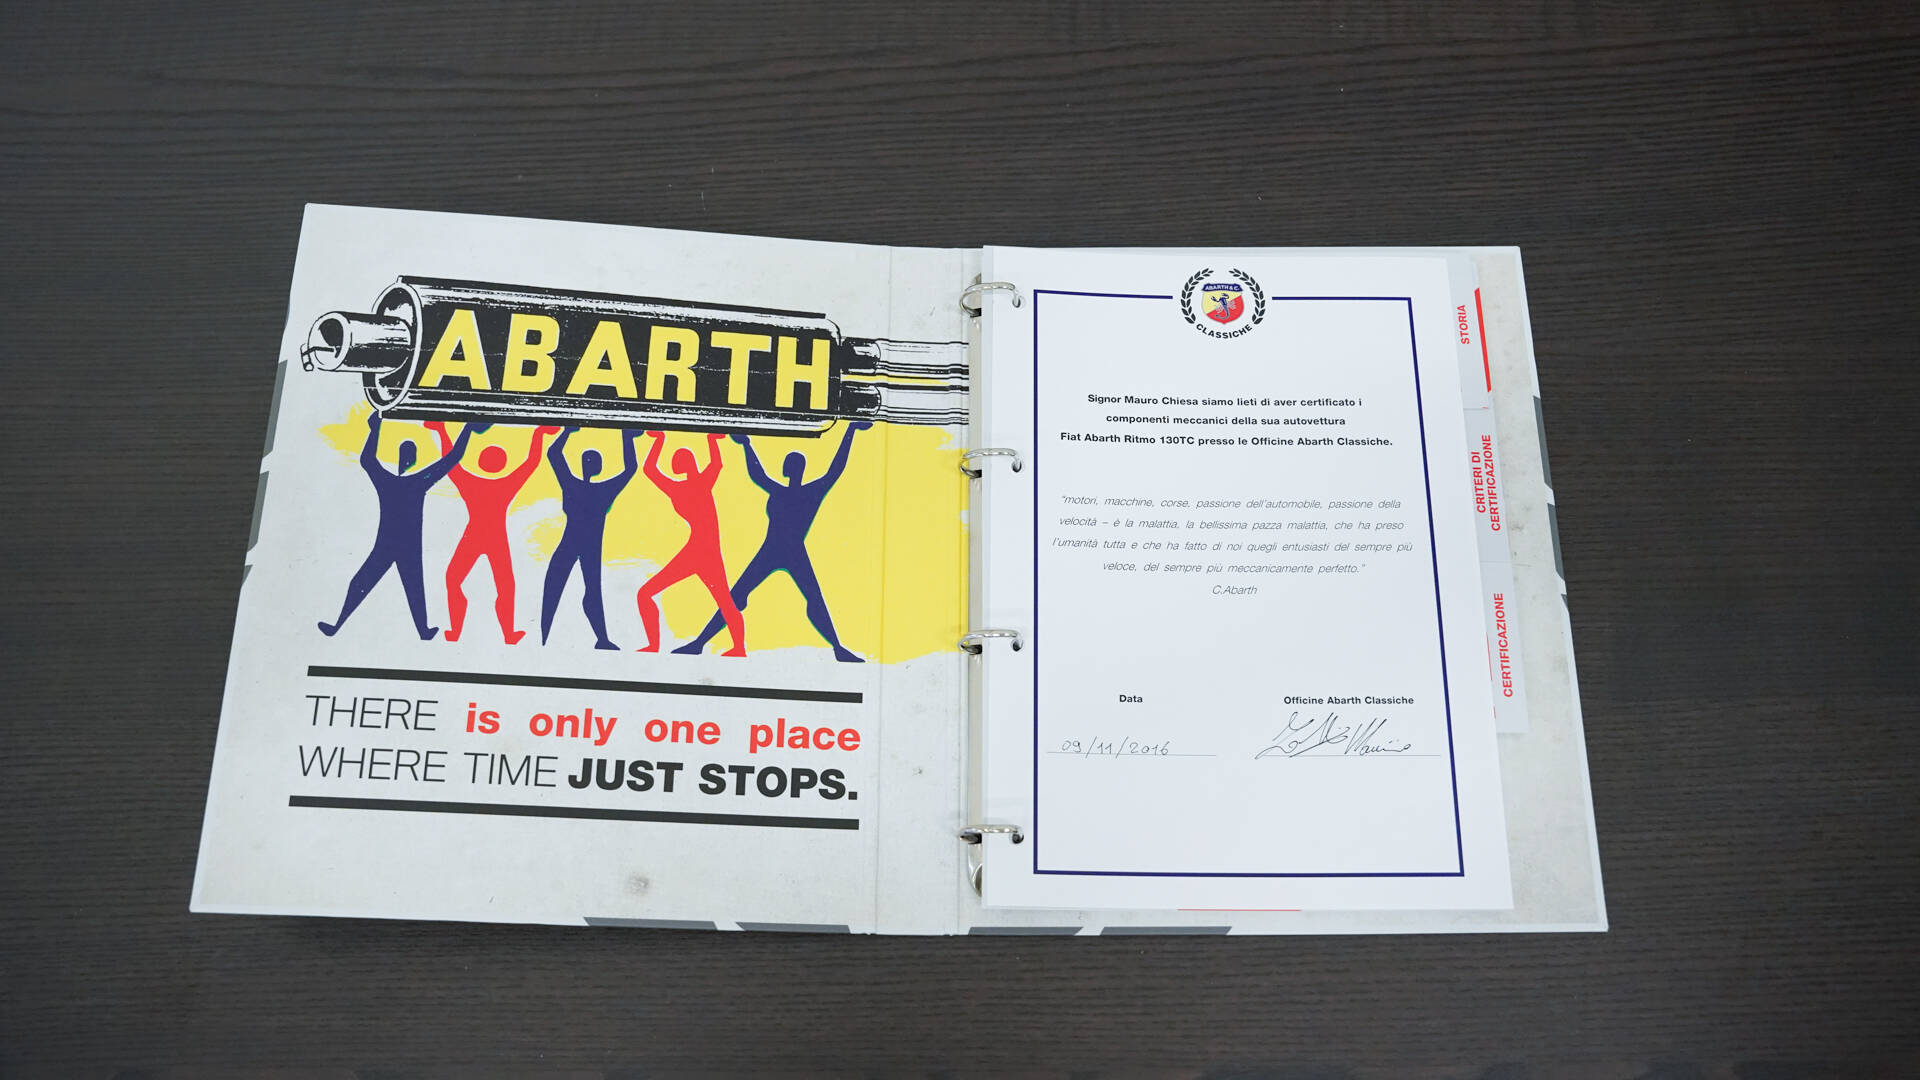 ABARTH
THERE is only one place
WHERE TIME JUST STOPS.
ABARTH & C.
CLASSICHE
Signor Mauro Chiesa siamo lieti di aver certificato i
componenti meccanici della sua autovettura
Fiat Abarth Ritmo 130TC presso le Officine Abarth Classiche.
"motori, macchine, corse, passione dell'automobile, passione della
velocità – è la malattia, la bellissima pazza malattia, che ha preso
l'umanità tutta e che ha fatto di noi quegli entusiasti del sempre più
veloce, del sempre più meccanicamente perfetto."
C.Abarth
Data
Officine Abarth Classiche
09/11/2016
STORIA
CRITERI DI
CERTIFICAZIONE
CERTIFICAZIONE